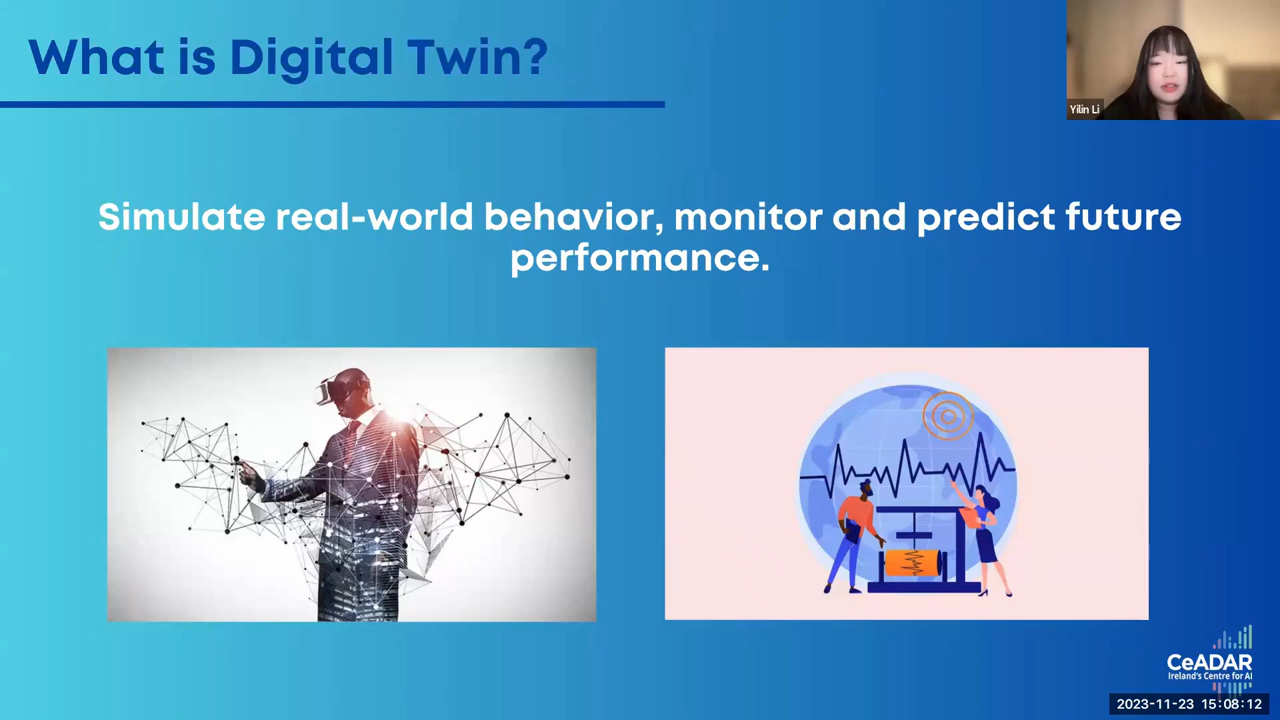 What is Digital Twin?
Yilin Li
Simulate real-world behavior, monitor and predict future
performance.
CeADAR
Ireland's Centre for AI
2023-11-23 15:08:12